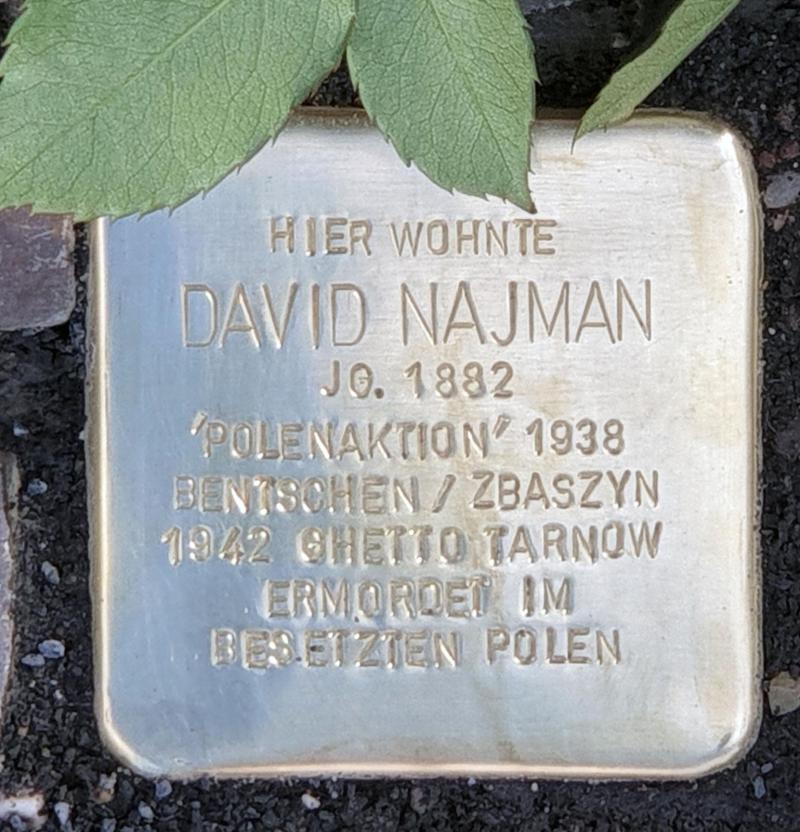 HIER WOHNTE
DAVID NAJMAN
JG. 1882
'POLENAKTION' 1938
BENTSCHEN / ZBASZYN
1942 GHETTO TARNOW
ERMORDET IM
BESETZTEN POLEN